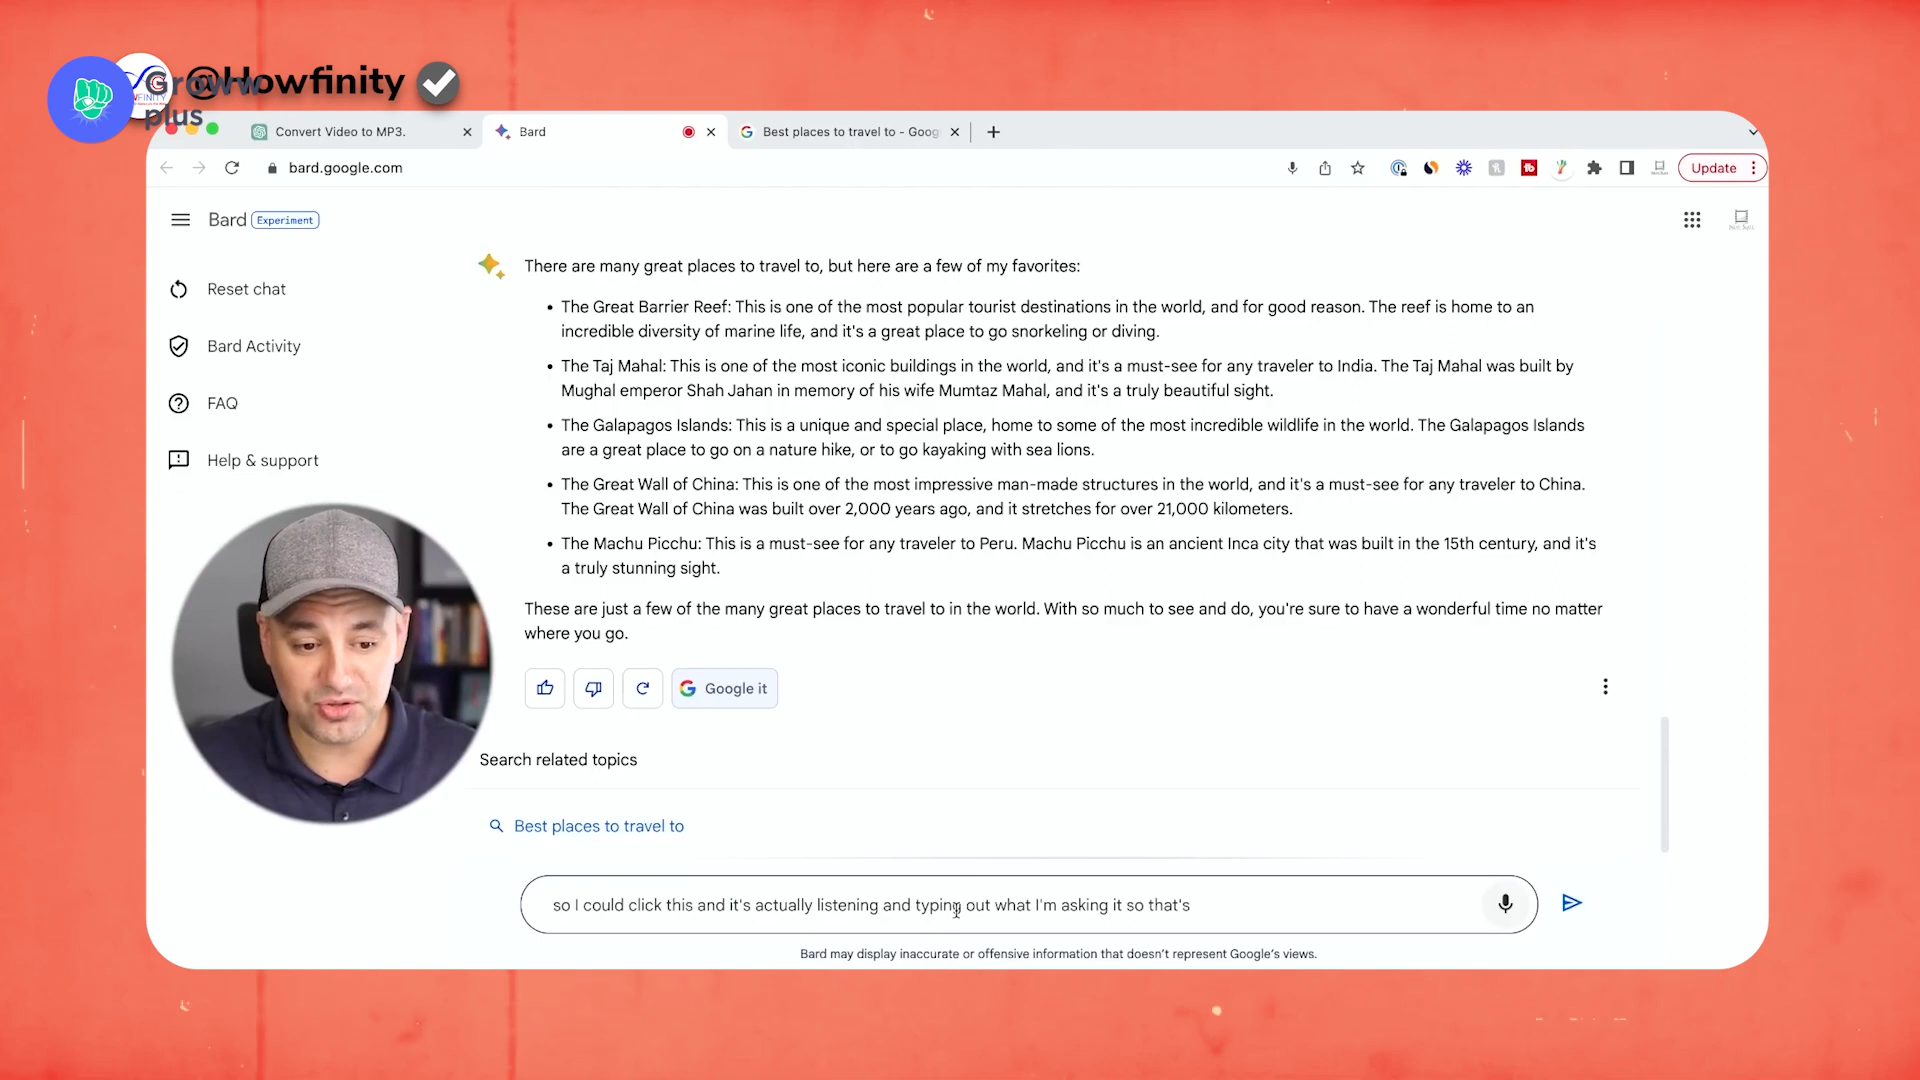 @Howfinity
Groww
plus
Convert Video to MP3.
Bard
Best places to travel to - Goog
bard.google.com
Update
Bard Experiment
Reset chat
Bard Activity
FAQ
Help & support
There are many great places to travel to, but here are a few of my favorites:
• The Great Barrier Reef: This is one of the most popular tourist destinations in the world, and for good reason. The reef is home to an
incredible diversity of marine life, and it's a great place to go snorkeling or diving.
• The Taj Mahal: This is one of the most iconic buildings in the world, and it's a must-see for any traveler to India. The Taj Mahal was built by
Mughal emperor Shah Jahan in memory of his wife Mumtaz Mahal, and it's a truly beautiful sight.
• The Galapagos Islands: This is a unique and special place, home to some of the most incredible wildlife in the world. The Galapagos Islands
are a great place to go on a nature hike, or to go kayaking with sea lions.
• The Great Wall of China: This is one of the most impressive man-made structures in the world, and it's a must-see for any traveler to China.
The Great Wall of China was built over 2,000 years ago, and it stretches for over 21,000 kilometers.
• The Machu Picchu: This is a must-see for any traveler to Peru. Machu Picchu is an ancient Inca city that was built in the 15th century, and it's
a truly stunning sight.
These are just a few of the many great places to travel to in the world. With so much to see and do, you're sure to have a wonderful time no matter
where you go.
Google it
Search related topics
Best places to travel to
so I could click this and it's actually listening and typing out what I'm asking it so that's
Bard may display inaccurate or offensive information that doesn't represent Google's views.